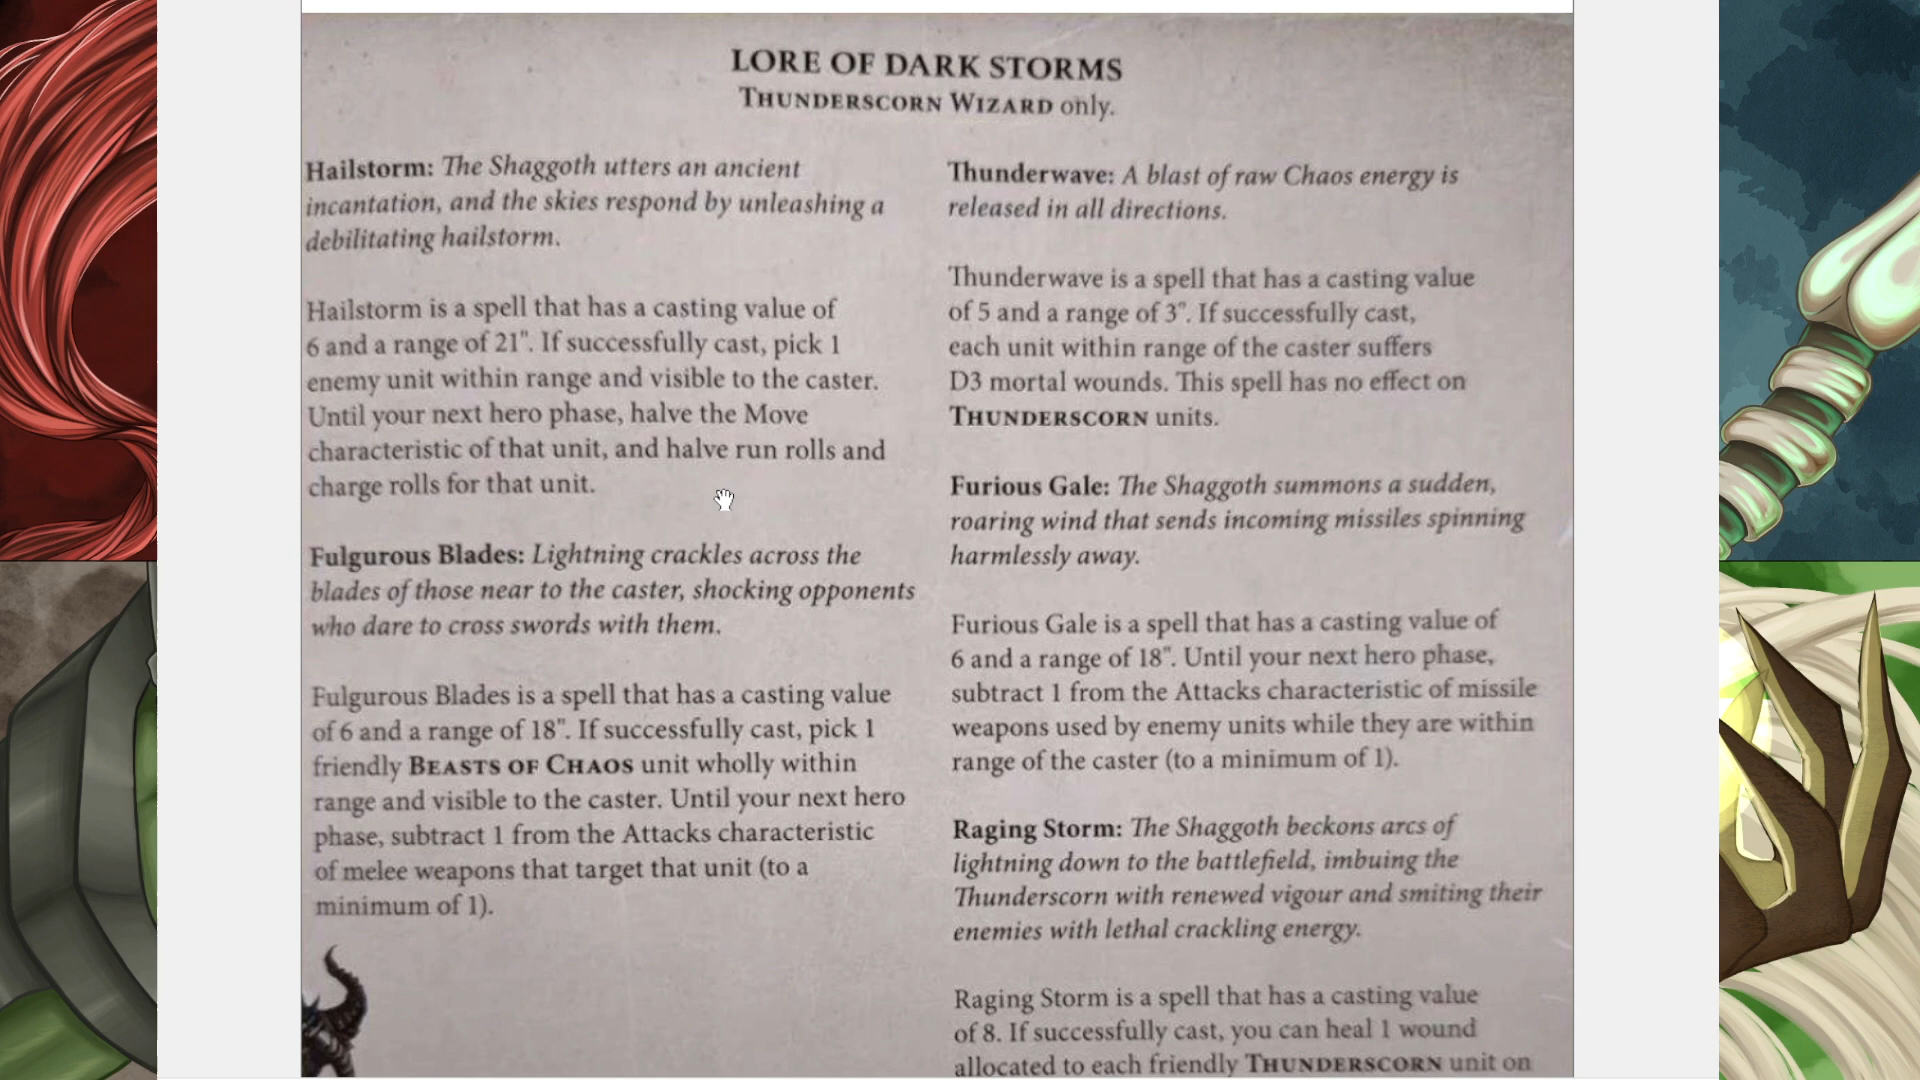 LORE OF DARK STORMS
THUNDERSCORN WIZARD only.
Hailstorm: The Shaggoth utters an ancient
incantation, and the skies respond by unleashing a
debilitating hailstorm.
Hailstorm is a spell that has a casting value of
6 and a range of 21". If successfully cast, pick 1
enemy unit within range and visible to the caster.
Until your next hero phase, halve the Move
characteristic of that unit, and halve run rolls and
charge rolls for that unit.
Fulgurous Blades: Lightning crackles across the
blades of those near to the caster, shocking opponents
who dare to cross swords with them.
Fulgurous Blades is a spell that has a casting value
of 6 and a range of 18". If successfully cast, pick 1
friendly BEASTS OF CHAOS unit wholly within
range and visible to the caster. Until your next hero
phase, subtract 1 from the Attacks characteristic
of melee weapons that target that unit (to a
minimum of 1).
Thunderwave: A blast of raw Chaos energy is
released in all directions.
Thunderwave is a spell that has a casting value
of 5 and a range of 3". If successfully cast,
each unit within range of the caster suffers
D3 mortal wounds. This spell has no effect on
THUNDERSCORN units.
Furious Gale: The Shaggoth summons a sudden,
roaring wind that sends incoming missiles spinning
harmlessly away.
Furious Gale is a spell that has a casting value of
6 and a range of 18". Until your next hero phase,
subtract 1 from the Attacks characteristic of missile
weapons used by enemy units while they are within
range of the caster (to a minimum of 1).
Raging Storm: The Shaggoth beckons arcs of
lightning down to the battlefield, imbuing the
Thunderscorn with renewed vigour and smiting their
enemies with lethal crackling energy.
Raging Storm is a spell that has a casting value
of 8. If successfully cast, you can heal 1 wound
allocated to each friendly THUNDERSCORN unit on